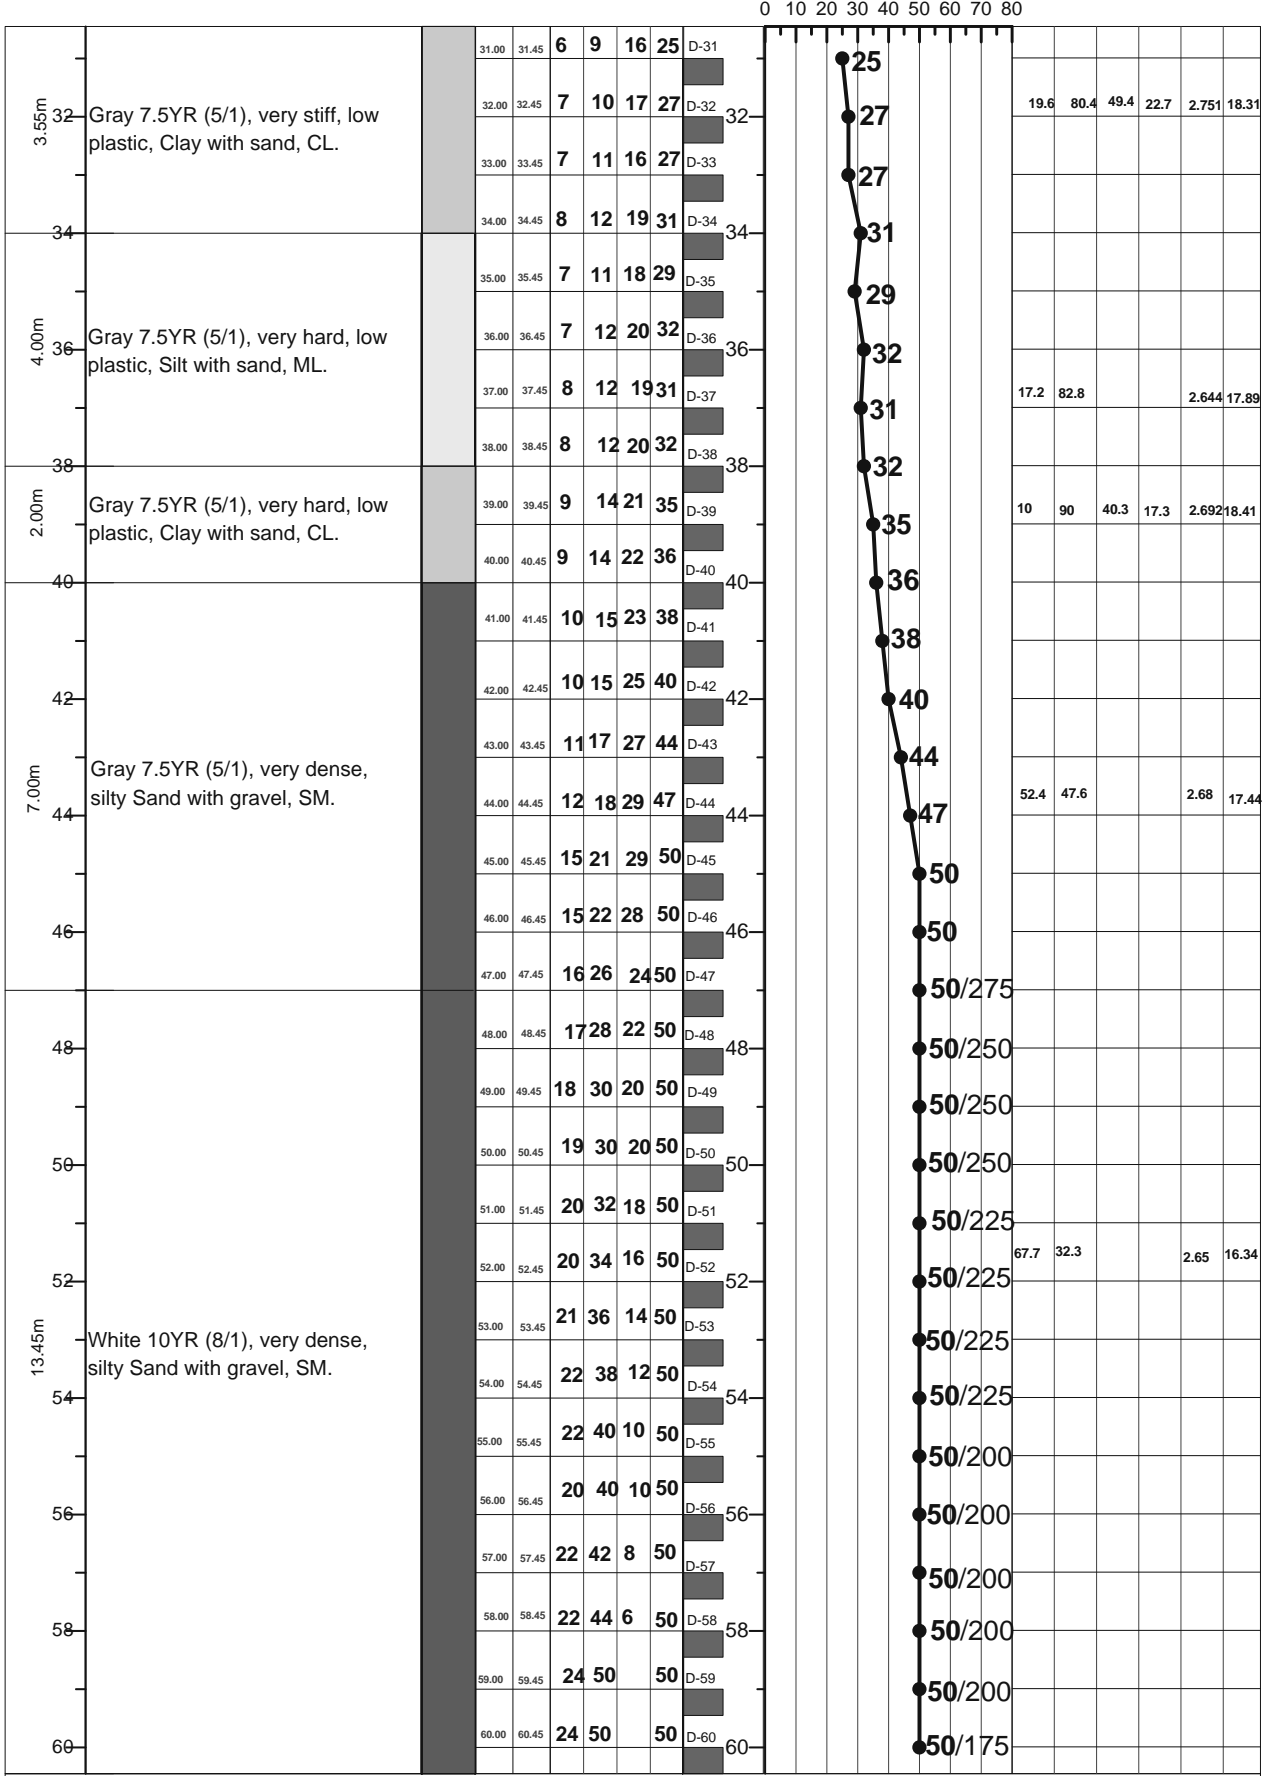 0 10 20 30 40 50 60 70 80
31.00 31.45 6 9 16 25 D-31 25
3.55m
32 Gray 7.5YR (5/1), very stiff, low
plastic, Clay with sand, CL.
32.00 32.45 7 10 17 27 D-32 32 27 19.6 80.4 49.4 22.7 2.751 18.31
33.00 33.45 7 11 16 27 D-33 27
34 34.00 34.45 8 12 19 31 D-34 34 31
35.00 35.45 7 11 18 29 D-35 29
4.00m
36 Gray 7.5YR (5/1), very hard, low
plastic, Silt with sand, ML.
36.00 36.45 7 12 20 32 D-36 36 32
37.00 37.45 8 12 19 31 D-37 31 17.2 82.8 2.644 17.89
38 38.00 38.45 8 12 20 32 D-38 38 32
2.00m
Gray 7.5YR (5/1), very hard, low
plastic, Clay with sand, CL.
39.00 39.45 9 14 21 35 D-39 35 10 90 40.3 17.3 2.692 18.41
40 40.00 40.45 9 14 22 36 D-40 40 36
41.00 41.45 10 15 23 38 D-41 38
42 42.00 42.45 10 15 25 40 D-42 42 40
43.00 43.45 11 17 27 44 D-43 44
7.00m
Gray 7.5YR (5/1), very dense,
silty Sand with gravel, SM.
44 44.00 44.45 12 18 29 47 D-44 44 47 52.4 47.6 2.68 17.44
45.00 45.45 15 21 29 50 D-45 50
46 46.00 46.45 15 22 28 50 D-46 46 50
47.00 47.45 16 26 24 50 D-47 50/275
48 48.00 48.45 17 28 22 50 D-48 48 50/250
49.00 49.45 18 30 20 50 D-49 50/250
50 50.00 50.45 19 30 20 50 D-50 50 50/250
51.00 51.45 20 32 18 50 D-51 50/225
52 52.00 52.45 20 34 16 50 D-52 52 50/225 67.7 32.3 2.65 16.34
13.45m
White 10YR (8/1), very dense,
silty Sand with gravel, SM.
53.00 53.45 21 36 14 50 D-53 50/225
54 54.00 54.45 22 38 12 50 D-54 54 50/225
55.00 55.45 22 40 10 50 D-55 50/200
56 56.00 56.45 20 40 10 50 D-56 56 50/200
57.00 57.45 22 42 8 50 D-57 50/200
58 58.00 58.45 22 44 6 50 D-58 58 50/200
59.00 59.45 24 50 50 D-59 50/200
60 60.00 60.45 24 50 50 D-60 60 50/175